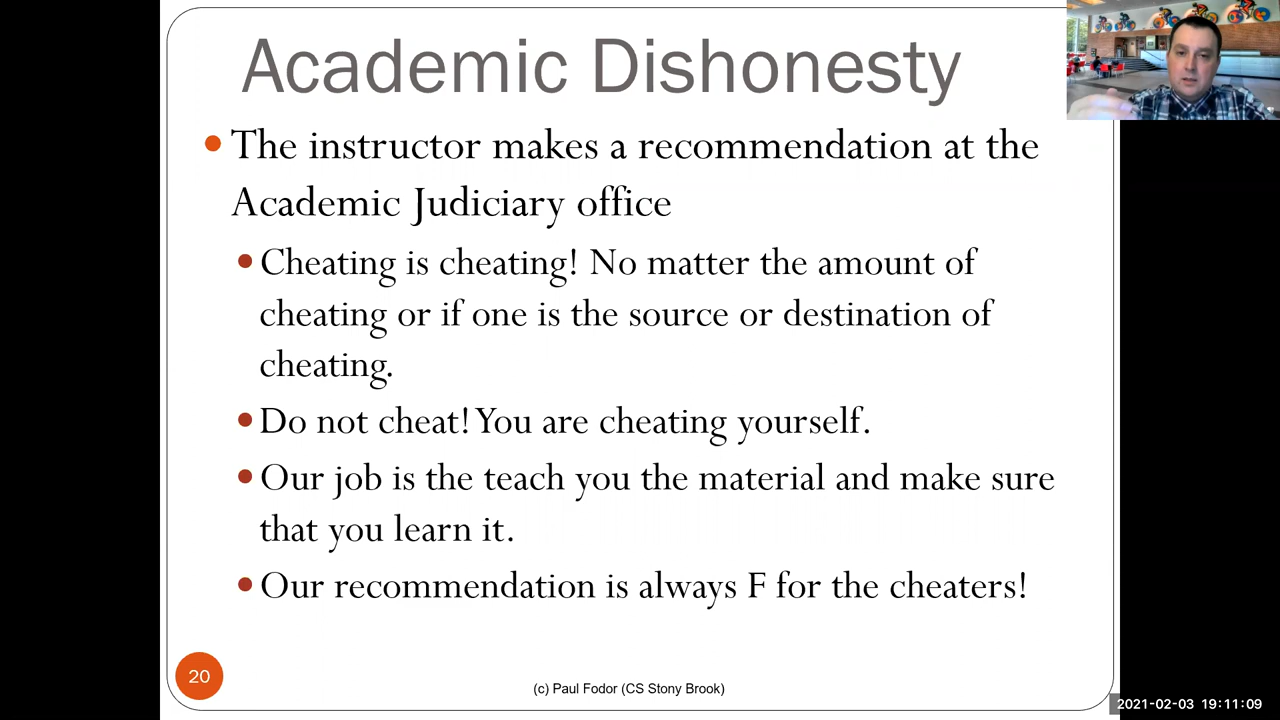 Academic Dishonesty
• The instructor makes a recommendation at the
Academic Judiciary office
• Cheating is cheating! No matter the amount of
cheating or if one is the source or destination of
cheating.
• Do not cheat! You are cheating yourself.
• Our job is the teach you the material and make sure
that you learn it.
• Our recommendation is always F for the cheaters!
20
(c) Paul Fodor (CS Stony Brook)
2021-02-03 19:11:09